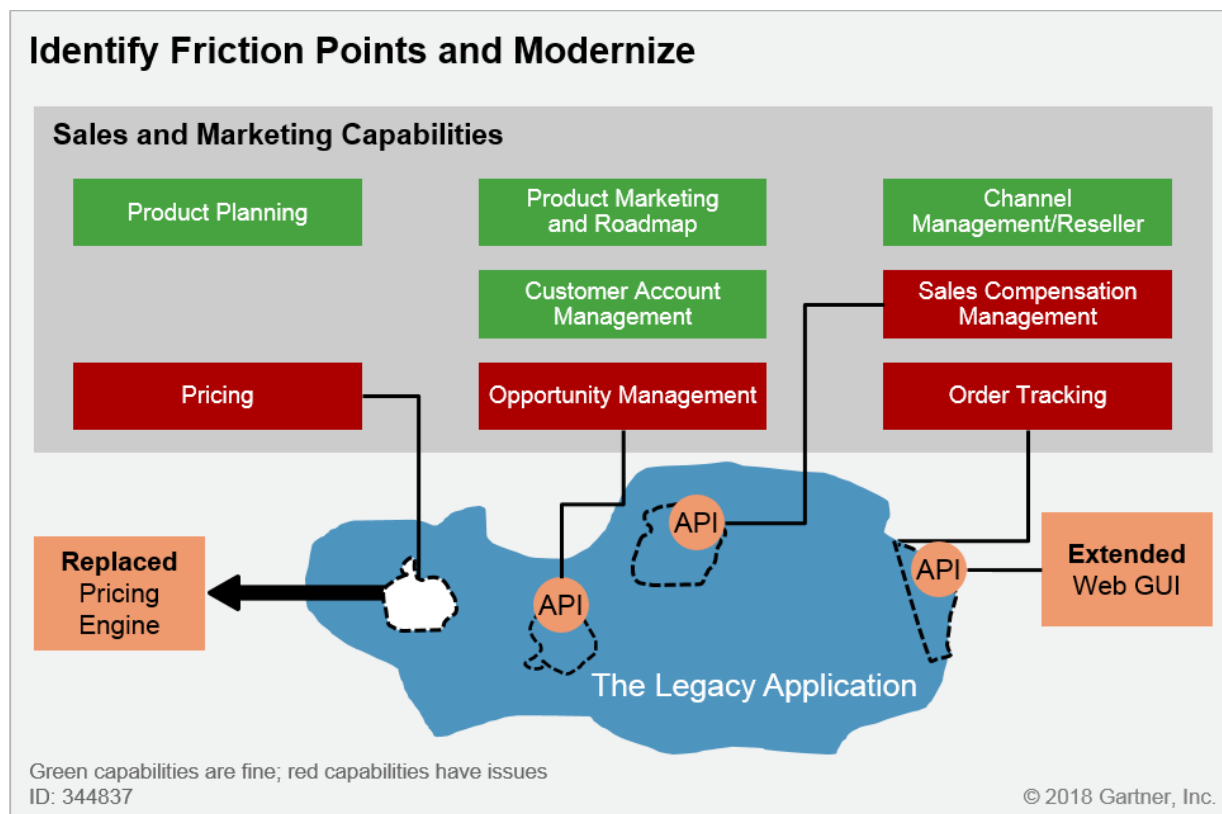 Identify Friction Points and Modernize
Sales and Marketing Capabilities
Product Planning
Product Marketing
and Roadmap
Channel
Management/Reseller
Customer Account
Management
Sales Compensation
Management
Pricing
Opportunity Management
Order Tracking
Replaced
Pricing
Engine
API
API
API
Extended
Web GUI
The Legacy Application
Green capabilities are fine; red capabilities have issues
ID: 344837
© 2018 Gartner, Inc.